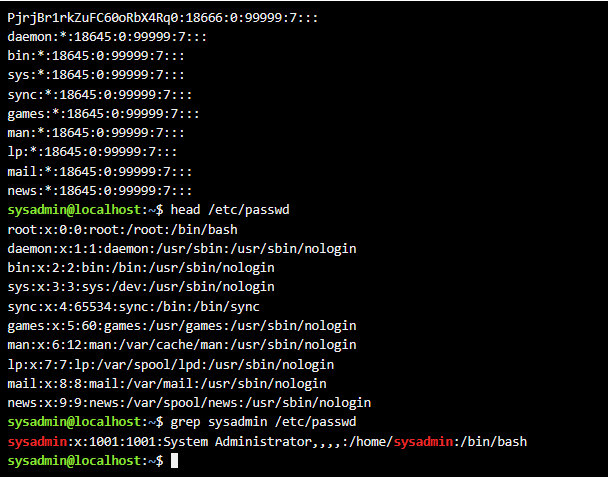 PjrjBr1rkZuFC60oRbX4Rq0:18666:0:99999:7:::
daemon:*:18645:0:99999:7:::
bin:*:18645:0:99999:7:::
sys:*:18645:0:99999:7:::
sync:*:18645:0:99999:7:::
games:*:18645:0:99999:7:::
man:*:18645:0:99999:7:::
lp:*:18645:0:99999:7:::
mail:*:18645:0:99999:7:::
news:*:18645:0:99999:7:::
sysadmin@localhost:~$ head /etc/passwd
root:x:0:0:root:/root:/bin/bash
daemon:x:1:1:daemon:/usr/sbin:/usr/sbin/nologin
bin:x:2:2:bin:/bin:/usr/sbin/nologin
sys:x:3:3:sys:/dev:/usr/sbin/nologin
sync:x:4:65534:sync:/bin:/bin/sync
games:x:5:60:games:/usr/games:/usr/sbin/nologin
man:x:6:12:man:/var/cache/man:/usr/sbin/nologin
lp:x:7:7:lp:/var/spool/lpd:/usr/sbin/nologin
mail:x:8:8:mail:/var/mail:/usr/sbin/nologin
news:x:9:9:news:/var/spool/news:/usr/sbin/nologin
sysadmin@localhost:~$ grep sysadmin /etc/passwd
sysadmin:x:1001:1001:System Administrator,,,,:/home/sysadmin:/bin/bash
sysadmin@localhost:~$